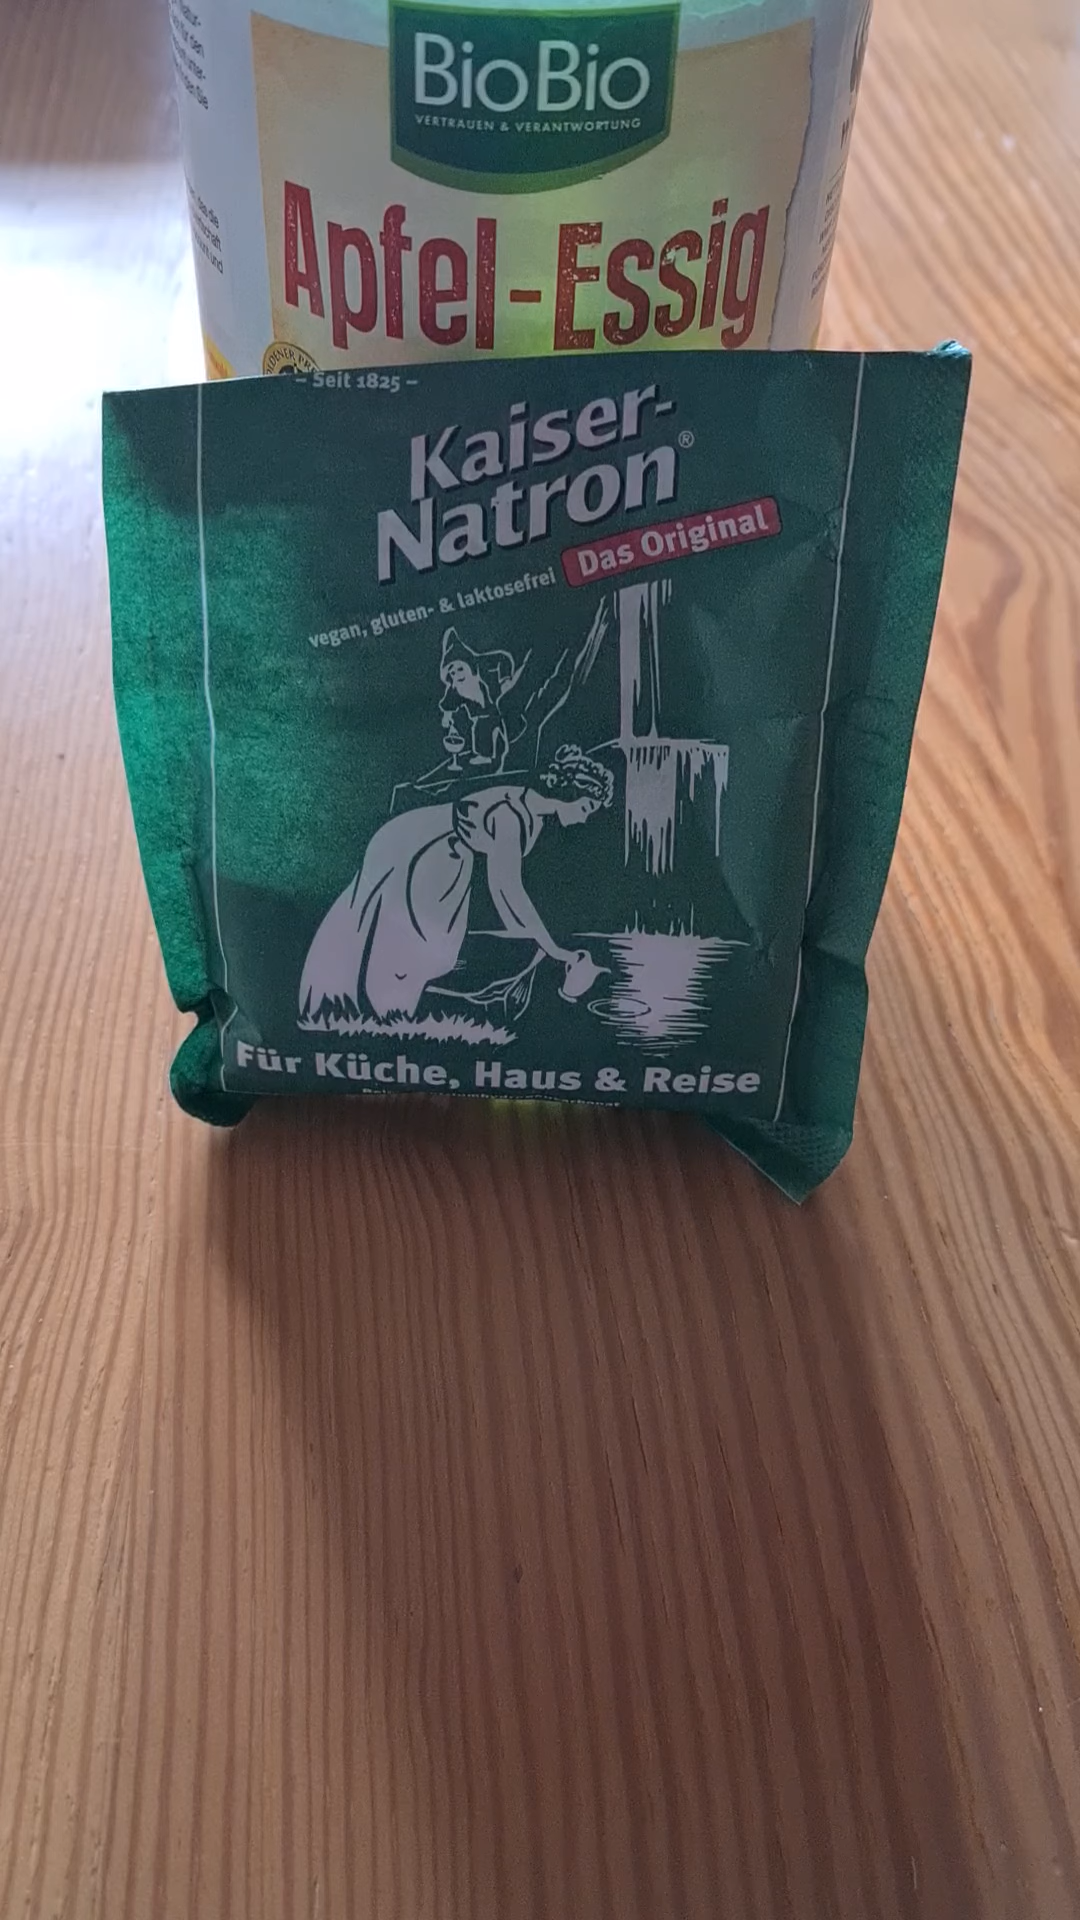 BioBio
VERTRAUEN & VERANTWORTUNG
Apfel-Essig
– Seit 1825 –
Kaiser-
Natron®
Das Original
vegan, gluten- & laktosefrei
Für Küche, Haus & Reise